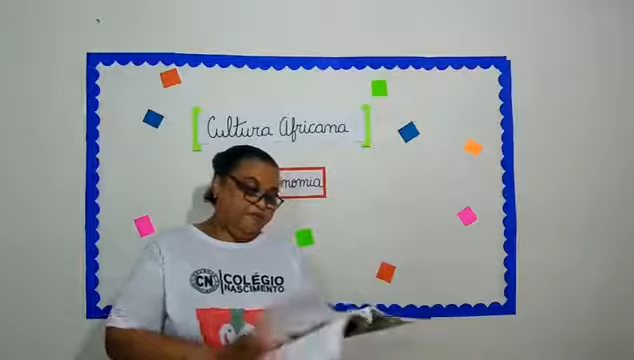 Cultura Africana
nomia
CN
COLÉGIO
NASCIMENTO